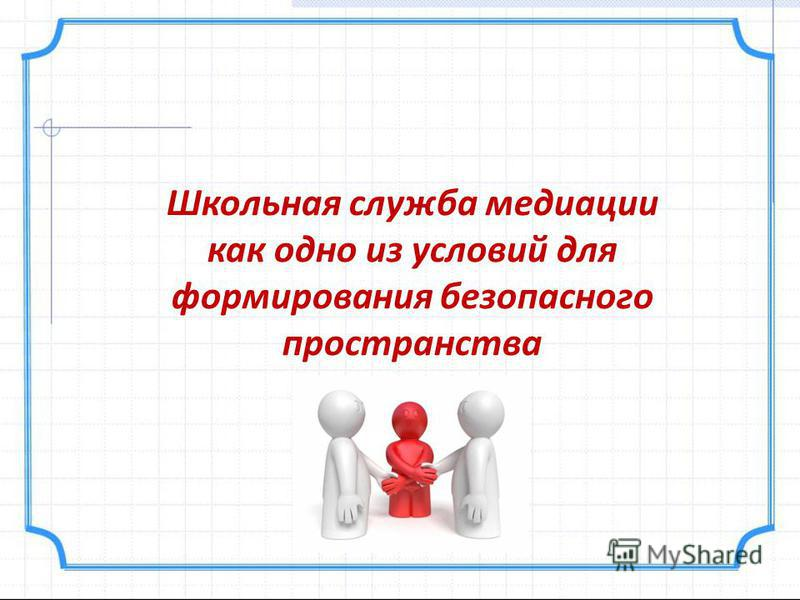 Школьная служба медиации
как одно из условий для
формирования безопасного
пространства
MyShared